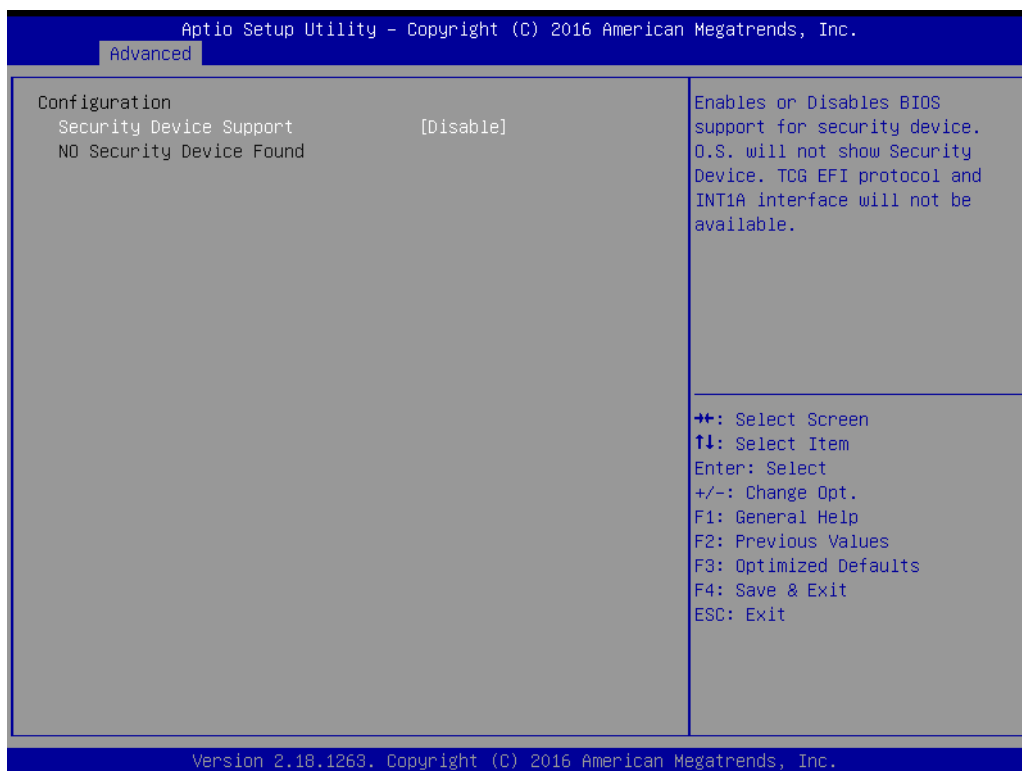 Aptio Setup Utility – Copyright (C) 2016 American Megatrends, Inc.
Advanced
Configuration
Security Device Support [Disable]
NO Security Device Found
Enables or Disables BIOS
support for security device.
O.S. will not show Security
Device. TCG EFI protocol and
INT1A interface will not be
available.
→←: Select Screen
↑↓: Select Item
Enter: Select
+/-: Change Opt.
F1: General Help
F2: Previous Values
F3: Optimized Defaults
F4: Save & Exit
ESC: Exit
Version 2.18.1263. Copyright (C) 2016 American Megatrends, Inc.